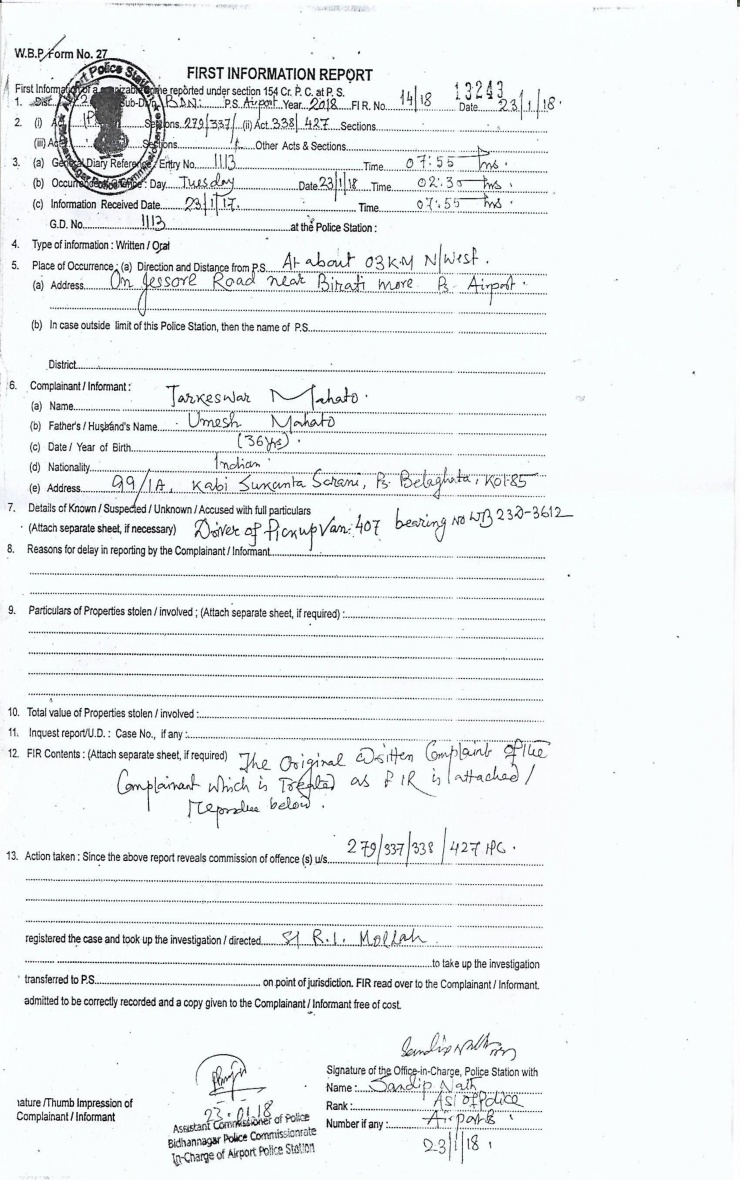 W.B.P. Form No. 27
Airport Police Station
FIRST INFORMATION REPORT
First Information of a cognizable crime reported under section 154 Cr. P. C. at P. S.
13243
1. Dist. Sub-Divn BDN: P.S. Airport Year 2018 FIR. No. 14/18 Date 23/1/18.
2. (i) Act Sections. 279/337/ (ii) Act. 338/427 Sections
(iii) Act Sections Other Acts & Sections
3. (a) General Diary Reference / Entry No. 1113 Time 07:55 hrs.
(b) Occurrence Day. Tuesday Date 23/1/18 Time 02:30 hrs.
(c) Information Received Date 23/1/17. Time 07:55 hrs.
G.D. No. 1113 at the Police Station :
4. Type of information : Written / Oral
5. Place of Occurrence : (a) Direction and Distance from P.S. At about 03 K.M N/West.
(a) Address On Jessore Road near Birati more Ps Airport.
(b) In case outside limit of this Police Station, then the name of P.S.
District
6. Complainant / Informant :
(a) Name Tarkeswar Mahato.
(b) Father's / Husband's Name Umesh Mahato
(c) Date / Year of Birth (36 yrs).
(d) Nationality Indian
(e) Address 99/1A, Kabi Sukanta Sarani, Ps. Belaghata, Kol-85
7. Details of Known / Suspected / Unknown / Accused with full particulars
(Attach separate sheet, if necessary) Driver of Pickup Van: 407 bearing no WB 23D-3612
8. Reasons for delay in reporting by the Complainant / Informant
9. Particulars of Properties stolen / involved ; (Attach separate sheet, if required) :
10. Total value of Properties stolen / involved :
11. Inquest report/U.D. : Case No., if any :
12. FIR Contents : (Attach separate sheet, if required) The Original Written Complaint of the
Complainant which is Treated as FIR is attached/
reproduce below.
13. Action taken : Since the above report reveals commission of offence (s) u/s. 279/337/338/427 IPC.
registered the case and took up the investigation / directed SI R.I. Mollah
to take up the investigation
transferred to P.S. on point of jurisdiction. FIR read over to the Complainant / Informant.
admitted to be correctly recorded and a copy given to the Complainant / Informant free of cost.
Signature of the Office-in-Charge, Police Station with
Name : Sandip Nath
Rank : ASI of Police
Number if any : Airport PS
23/1/18.
ature /Thumb Impression of
Complainant / Informant
23.01.18
Assistant Commissioner of Police
Bidhannagar Police Commissionrate
In-Charge of Airport Police Station